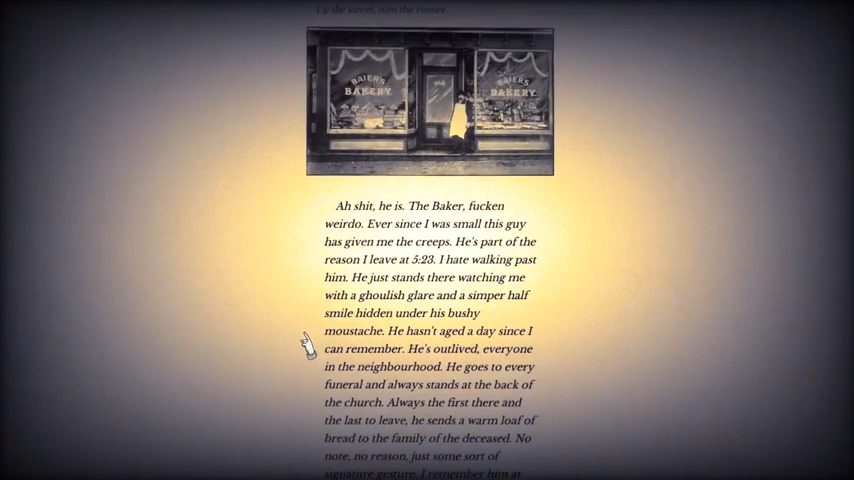 Up the street, turn the corner
BAIER'S
BAKERY
BAIER'S
BAKERY
Ah shit, he is. The Baker, fucken
weirdo. Ever since I was small this guy
has given me the creeps. He's part of the
reason I leave at 5:23. I hate walking past
him. He just stands there watching me
with a ghoulish glare and a simper half
smile hidden under his bushy
moustache. He hasn't aged a day since I
can remember. He's outlived, everyone
in the neighbourhood. He goes to every
funeral and always stands at the back of
the church. Always the first there and
the last to leave, he sends a warm loaf of
bread to the family of the deceased. No
note, no reason, just some sort of
signature gesture. I remember him at